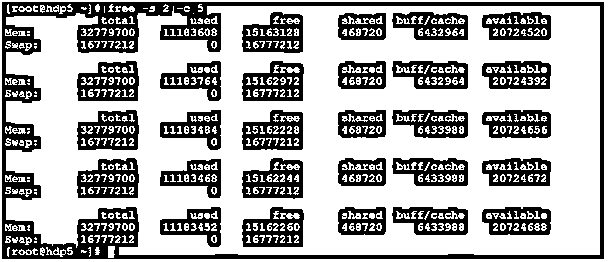 [root@hdp5 ~]# free -s 2 -c 5
total used free shared buff/cache available
Mem: 32779700 11183608 15163128 468720 6432964 20724520
Swap: 16777212 0 16777212
total used free shared buff/cache available
Mem: 32779700 11183764 15162972 468720 6432964 20724392
Swap: 16777212 0 16777212
total used free shared buff/cache available
Mem: 32779700 11183484 15162228 468720 6433988 20724656
Swap: 16777212 0 16777212
total used free shared buff/cache available
Mem: 32779700 11183468 15162244 468720 6433988 20724672
Swap: 16777212 0 16777212
total used free shared buff/cache available
Mem: 32779700 11183452 15162260 468720 6433988 20724688
Swap: 16777212 0 16777212
[root@hdp5 ~]#